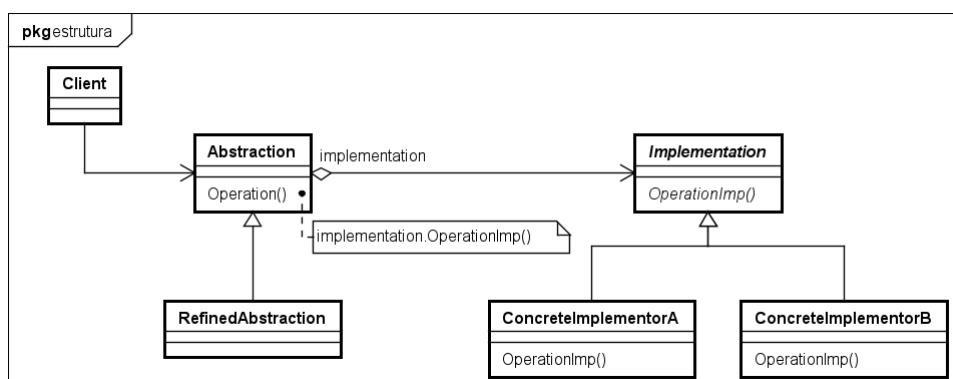 pkg estrutura
Client
Abstraction
implementation
Implementation
Operation()
OperationImp()
implementation.OperationImp()
RefinedAbstraction
ConcreteImplementorA
ConcreteImplementorB
OperationImp()
OperationImp()